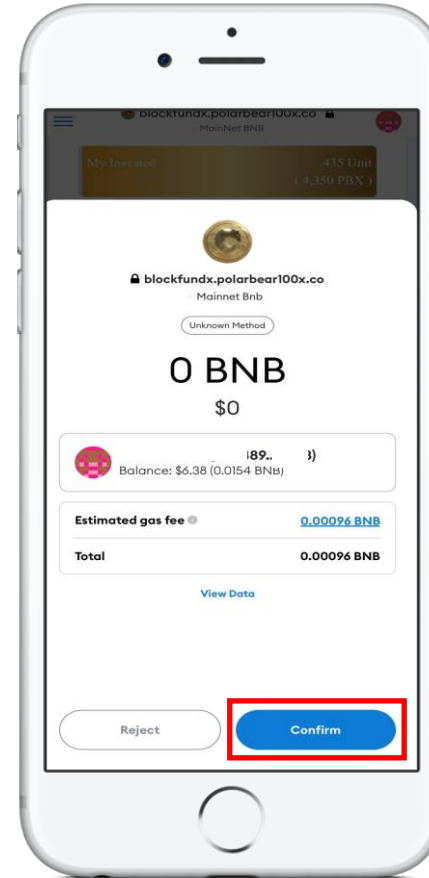 blockfundx.polarbear100x.co
MainNet BNB
My Invested
435 Unit
( 4,350 PBX )
blockfundx.polarbear100x.co
Mainnet Bnb
Unknown Method
0 BNB
$0
Balance: $6.38 (0.0154 BNB)
Estimated gas fee
0.00096 BNB
Total
0.00096 BNB
View Data
Reject
Confirm